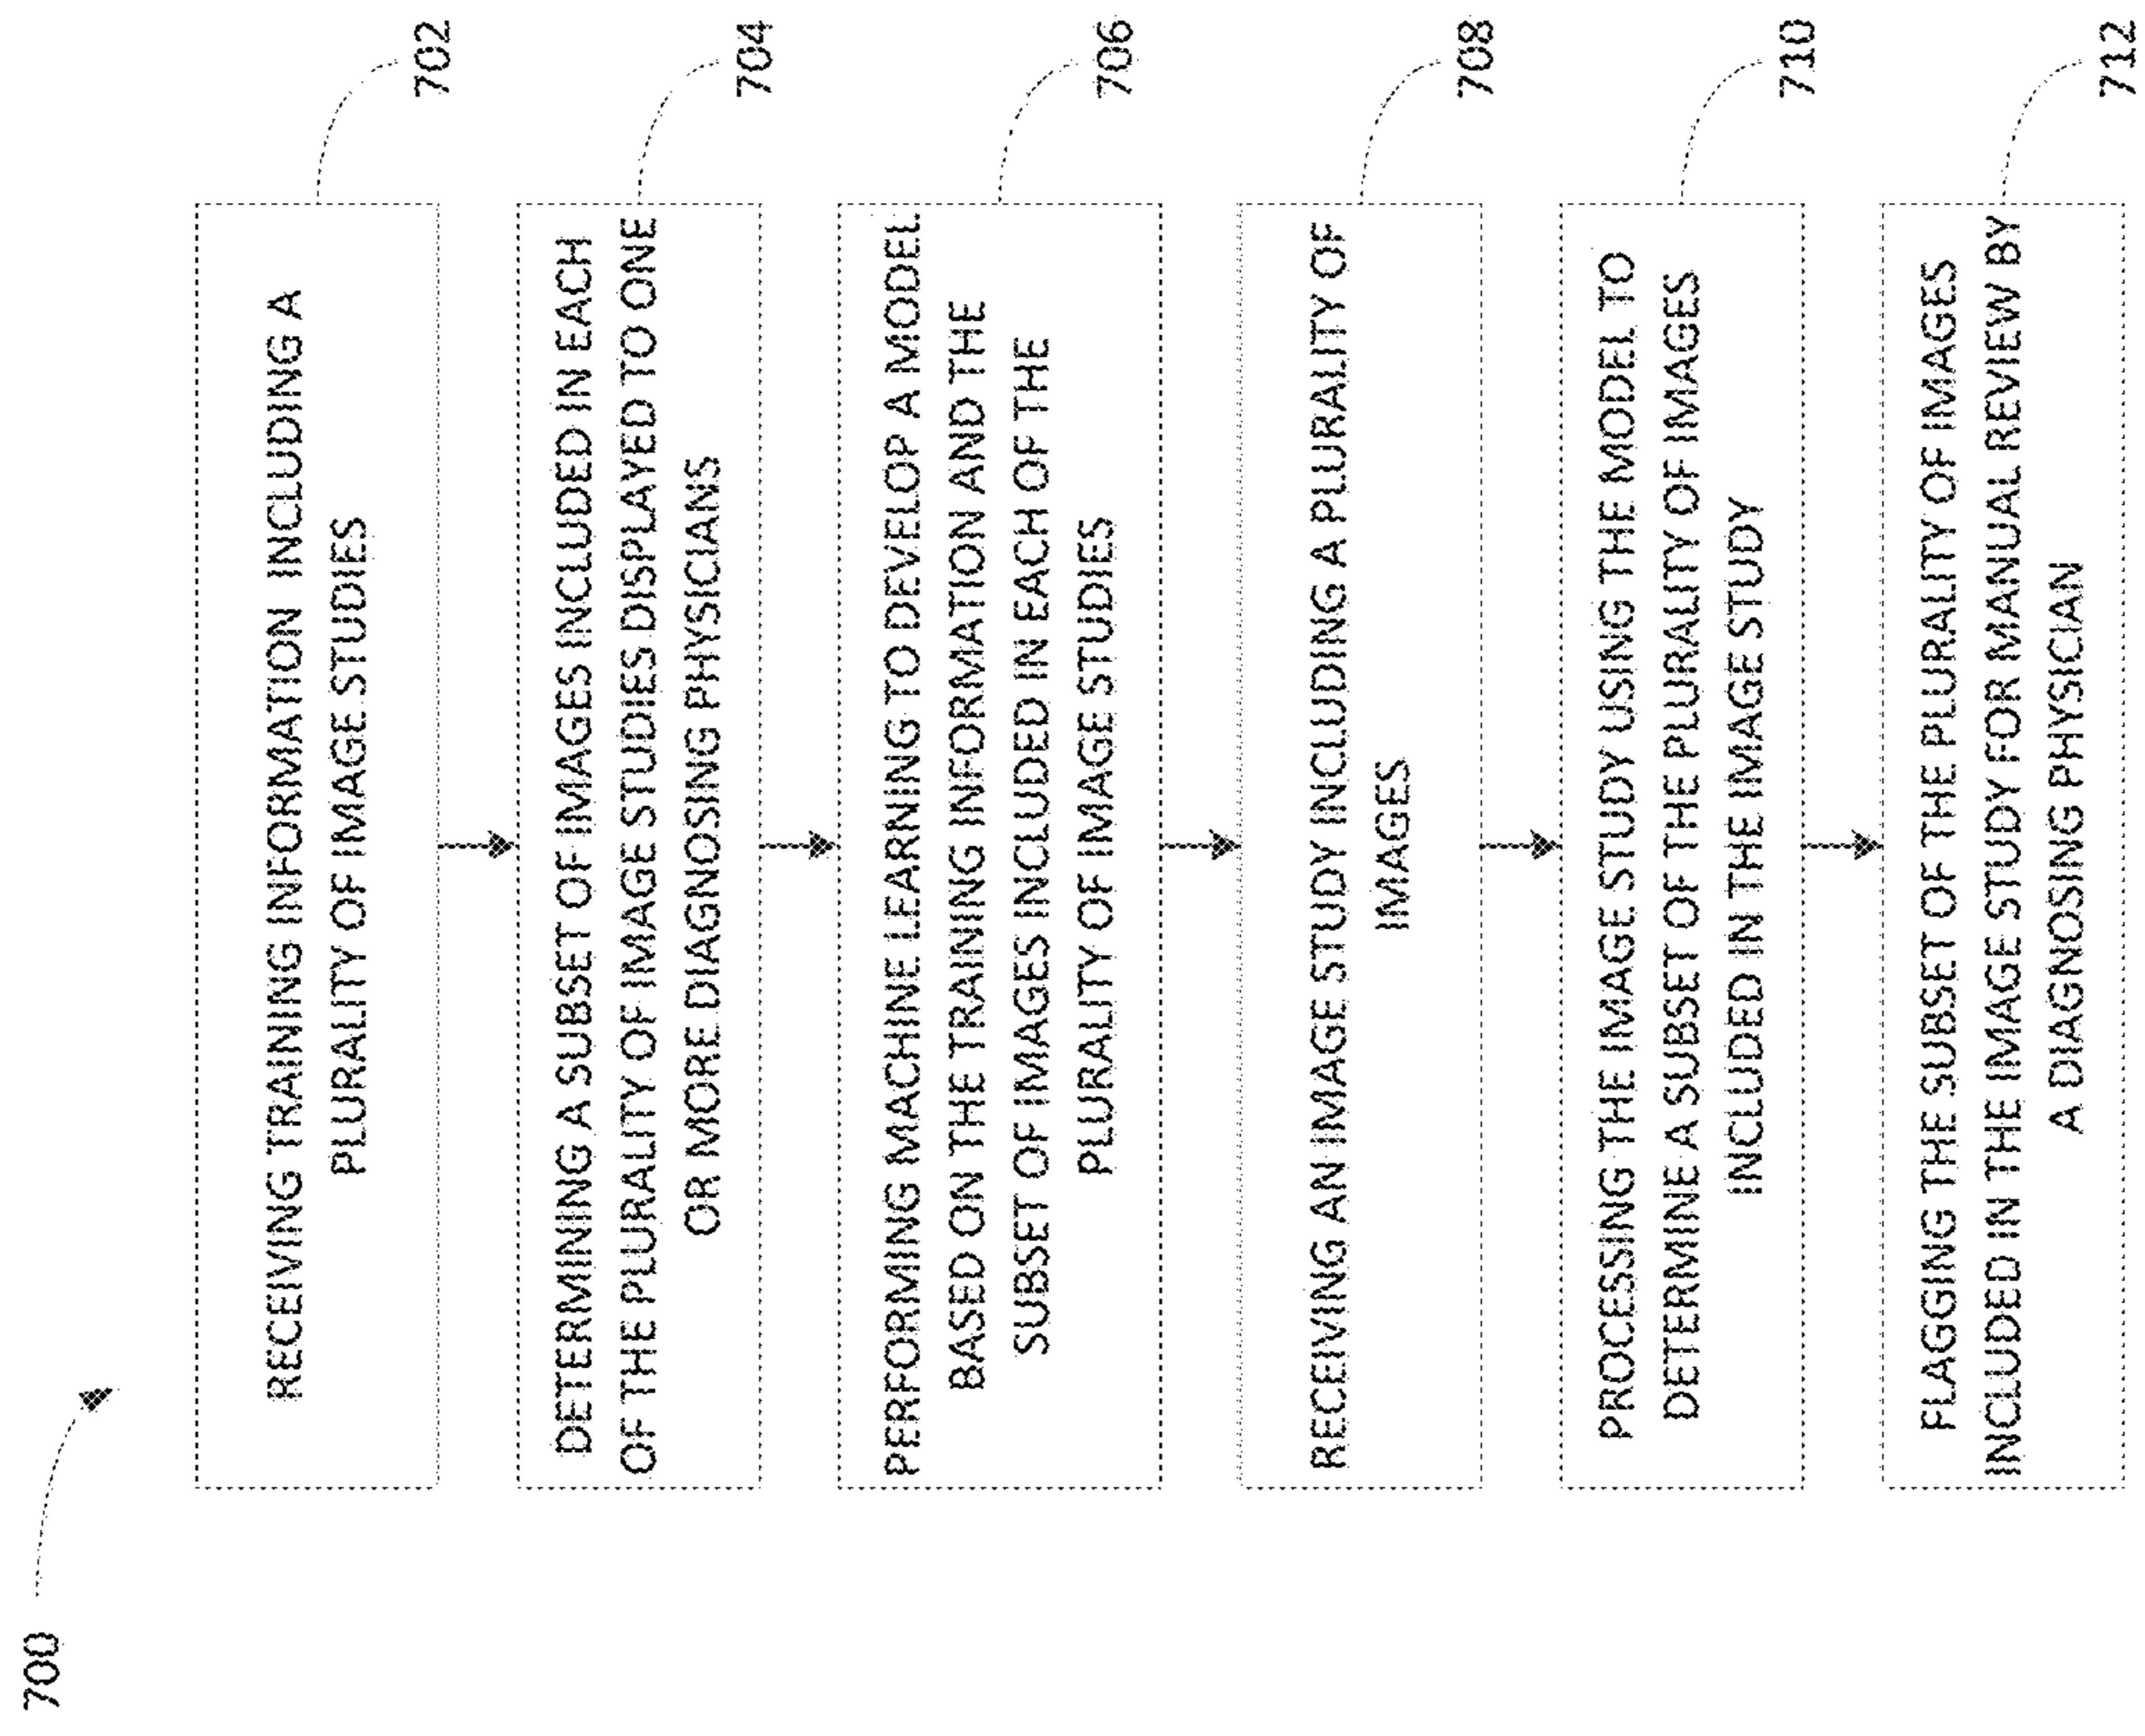 700
RECEIVING TRAINING INFORMATION INCLUDING A
PLURALITY OF IMAGE STUDIES
702
DETERMINING A SUBSET OF IMAGES INCLUDED IN EACH
OF THE PLURALITY OF IMAGE STUDIES DISPLAYED TO ONE
OR MORE DIAGNOSING PHYSICIANS
704
PERFORMING MACHINE LEARNING TO DEVELOP A MODEL
BASED ON THE TRAINING INFORMATION AND THE
SUBSET OF IMAGES INCLUDED IN EACH OF THE
PLURALITY OF IMAGE STUDIES
706
RECEIVING AN IMAGE STUDY INCLUDING A PLURALITY OF
IMAGES
708
PROCESSING THE IMAGE STUDY USING THE MODEL TO
DETERMINE A SUBSET OF THE PLURALITY OF IMAGES
INCLUDED IN THE IMAGE STUDY
710
FLAGGING THE SUBSET OF THE PLURALITY OF IMAGES
INCLUDED IN THE IMAGE STUDY FOR MANUAL REVIEW BY
A DIAGNOSING PHYSICIAN
712